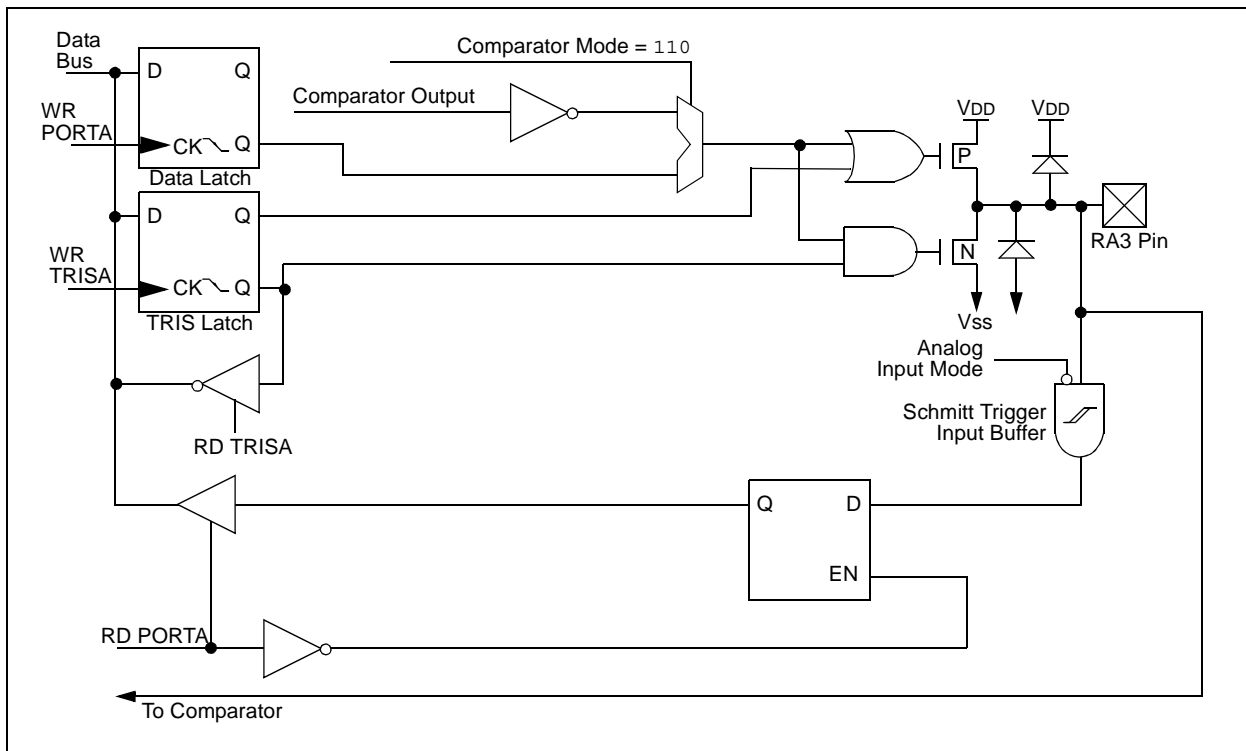 Data
Bus
Comparator Mode = 110
D
Q
Comparator Output
WR
PORTA
CK
Q
Data Latch
VDD
VDD
P
D
Q
RA3 Pin
WR
TRISA
N
CK
Q
TRIS Latch
VSS
Analog
Input Mode
Schmitt Trigger
Input Buffer
RD TRISA
Q
D
EN
RD PORTA
To Comparator